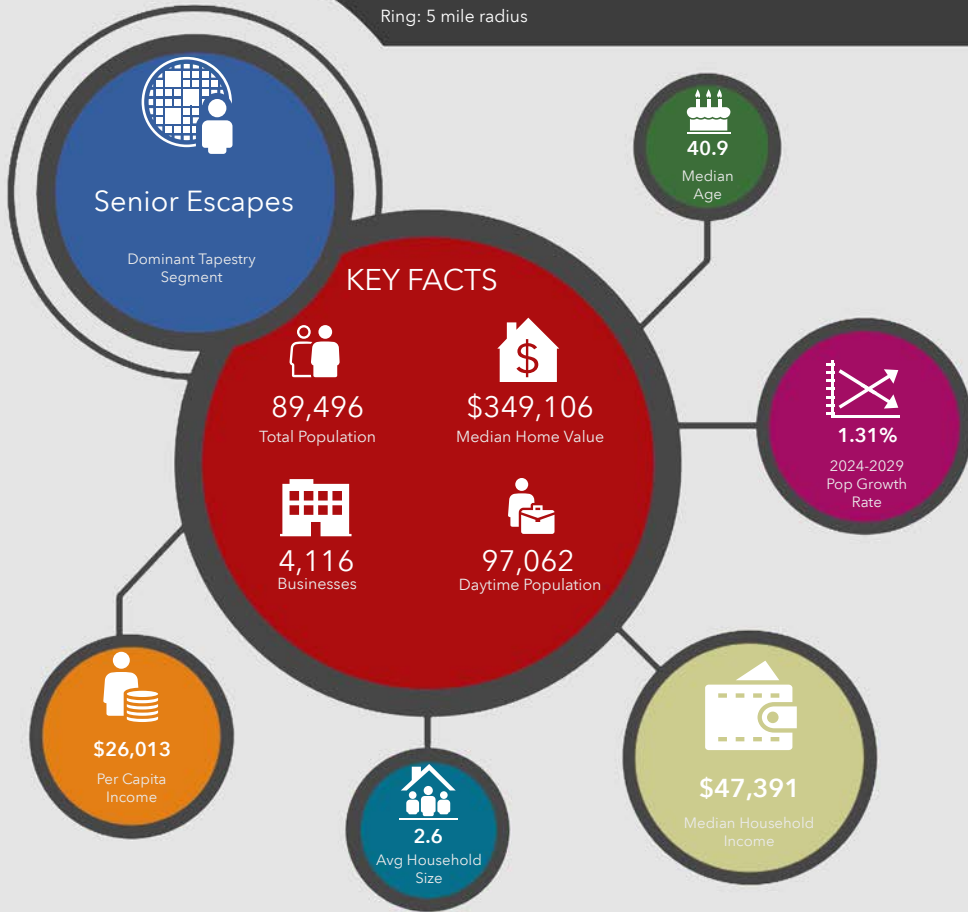 Ring: 5 mile radius
Senior Escapes
Dominant Tapestry
Segment
KEY FACTS
89,496
Total Population
$349,106
Median Home Value
4,116
Businesses
97,062
Daytime Population
40.9
Median
Age
1.31%
2024-2029
Pop Growth
Rate
$26,013
Per Capita
Income
2.6
Avg Household
Size
$47,391
Median Household
Income